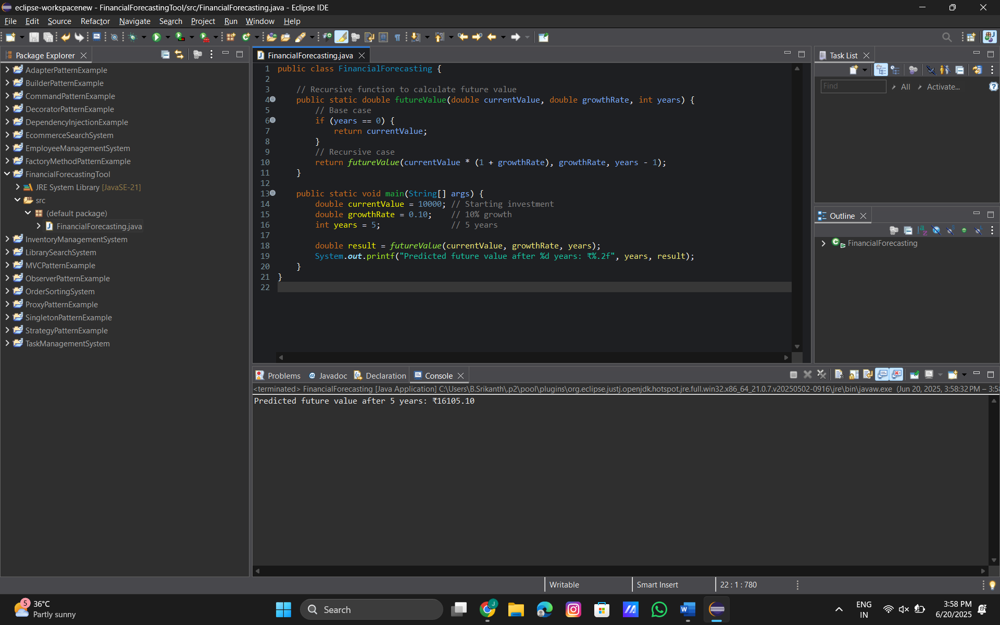 eclipse-workspacenew - FinancialForecastingTool/src/FinancialForecasting.java - Eclipse IDE
File Edit Source Refactor Navigate Search Project Run Window Help
Package Explorer
AdapterPatternExample
BuilderPatternExample
CommandPatternExample
DecoratorPatternExample
DependencyInjectionExample
EcommerceSearchSystem
EmployeeManagementSystem
FactoryMethodPatternExample
FinancialForecastingTool
JRE System Library [JavaSE-21]
src
(default package)
FinancialForecasting.java
InventoryManagementSystem
LibrarySearchSystem
MVCPatternExample
ObserverPatternExample
OrderSortingSystem
ProxyPatternExample
SingletonPatternExample
StrategyPatternExample
TaskManagementSystem
FinancialForecasting.java
1 public class FinancialForecasting {
2
3 // Recursive function to calculate future value
4 public static double futureValue(double currentValue, double growthRate, int years) {
5 // Base case
6 if (years == 0) {
7 return currentValue;
8 }
9 // Recursive case
10 return futureValue(currentValue * (1 + growthRate), growthRate, years - 1);
11 }
12
13 public static void main(String[] args) {
14 double currentValue = 10000; // Starting investment
15 double growthRate = 0.10; // 10% growth
16 int years = 5; // 5 years
17
18 double result = futureValue(currentValue, growthRate, years);
19 System.out.printf("Predicted future value after %d years: ₹%.2f", years, result);
20 }
21 }
22
Task List
Find All Activate...
Outline
FinancialForecasting
Problems Javadoc Declaration Console
<terminated> FinancialForecasting [Java Application] C:\Users\B.Srikanth\.p2\pool\plugins\org.eclipse.justj.openjdk.hotspot.jre.full.win32.x86_64_21.0.7.v20250502-0916\jre\bin\javaw.exe (Jun 20, 2025, 3:58:32 PM – 3:58
Predicted future value after 5 years: ₹16105.10
Writable Smart Insert 22 : 1 : 780
5
36°C
Partly sunny
Search
J
ENG
IN
3:58 PM
6/20/2025